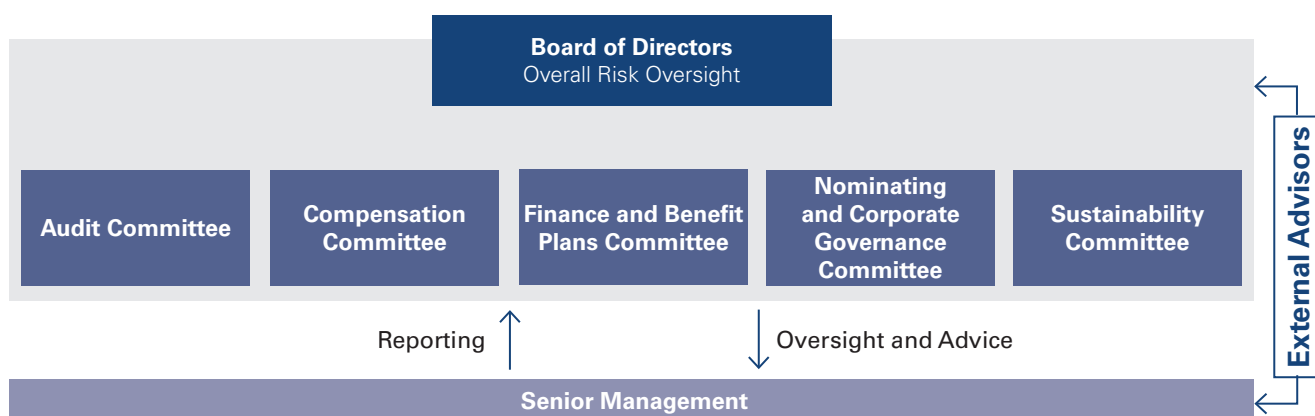 Board of Directors
Overall Risk Oversight
Audit Committee
Compensation
Committee
Finance and Benefit
Plans Committee
Nominating
and Corporate
Governance
Committee
Sustainability
Committee
External Advisors
Reporting
Oversight and Advice
Senior Management